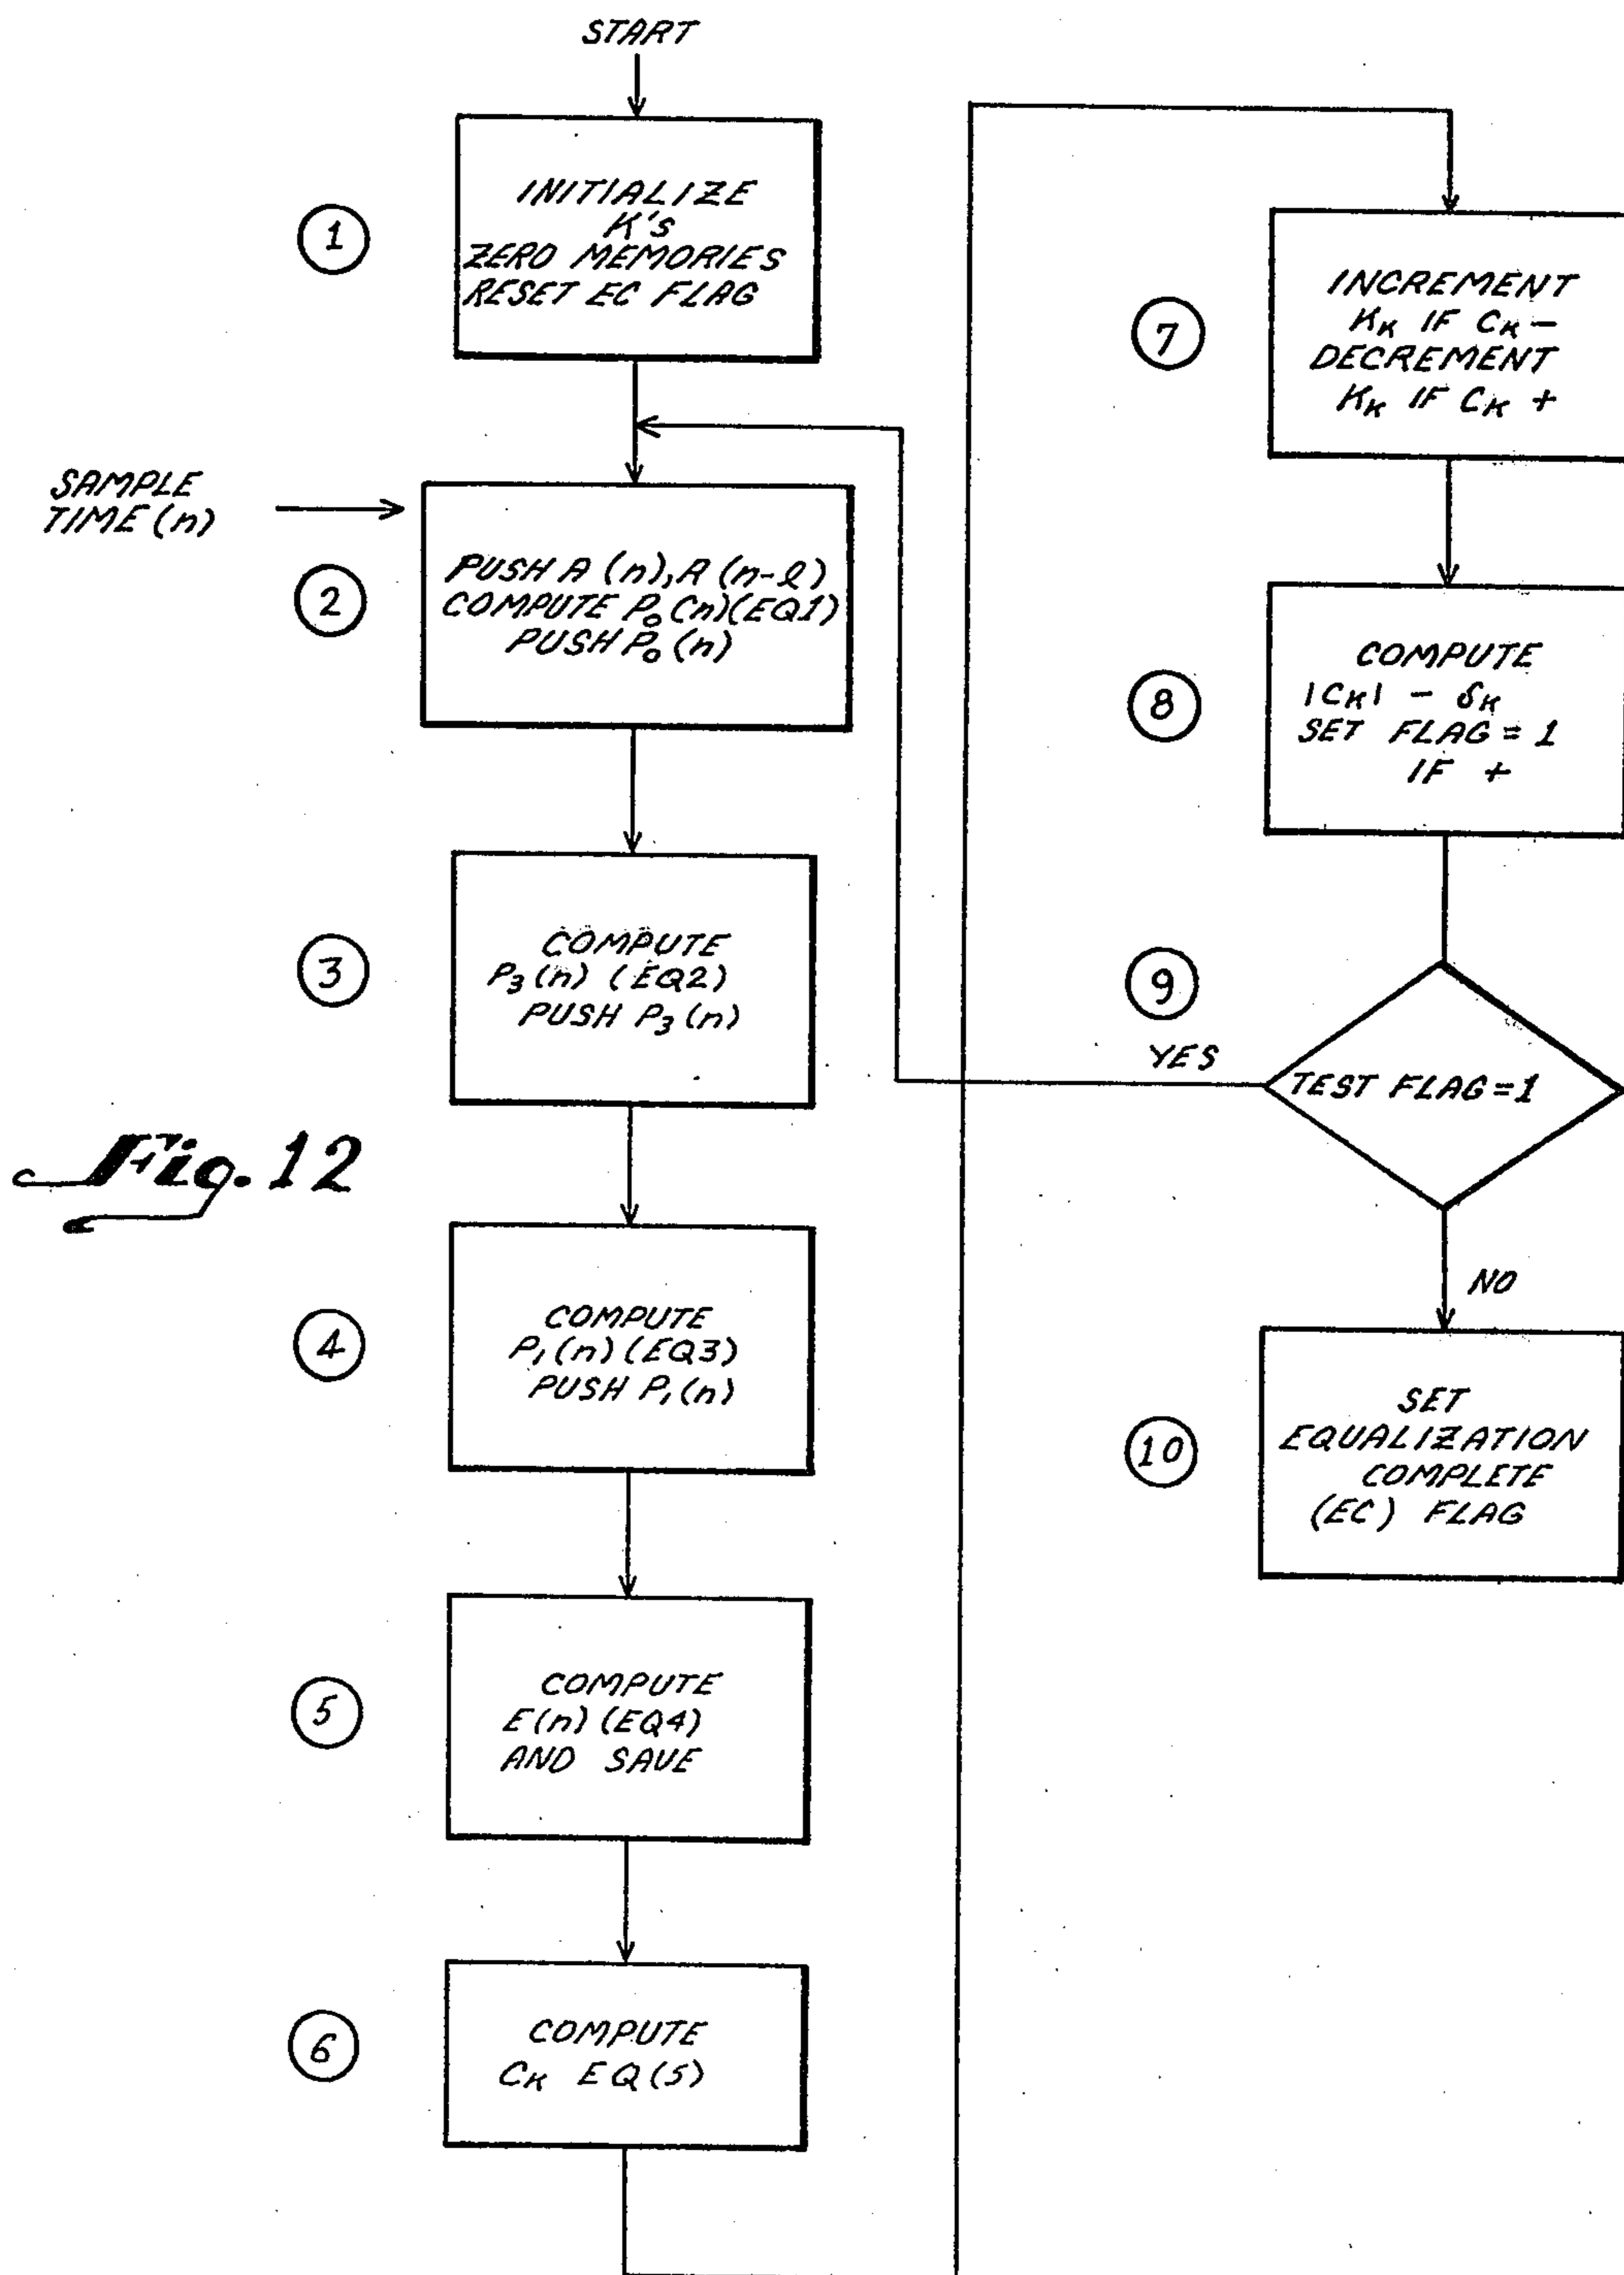 START
1
INITIALIZE
K's
ZERO MEMORIES
RESET EC FLAG
SAMPLE
TIME (n)
2
PUSH A (n), R (n-l)
COMPUTE P₀ (n) (EQ1)
PUSH P₀ (n)
3
COMPUTE
P₃ (n) (EQ2)
PUSH P₃ (n)
Fig. 12
4
COMPUTE
P₁ (n) (EQ3)
PUSH P₁ (n)
5
COMPUTE
E (n) (EQ4)
AND SAVE
6
COMPUTE
Cₖ EQ (5)
7
INCREMENT
Kₖ IF Cₖ -
DECREMENT
Kₖ IF Cₖ +
8
COMPUTE
|Cₖ| - δₖ
SET FLAG = 1
IF +
9
YES
TEST FLAG = 1
NO
10
SET
EQUALIZATION
COMPLETE
(EC) FLAG